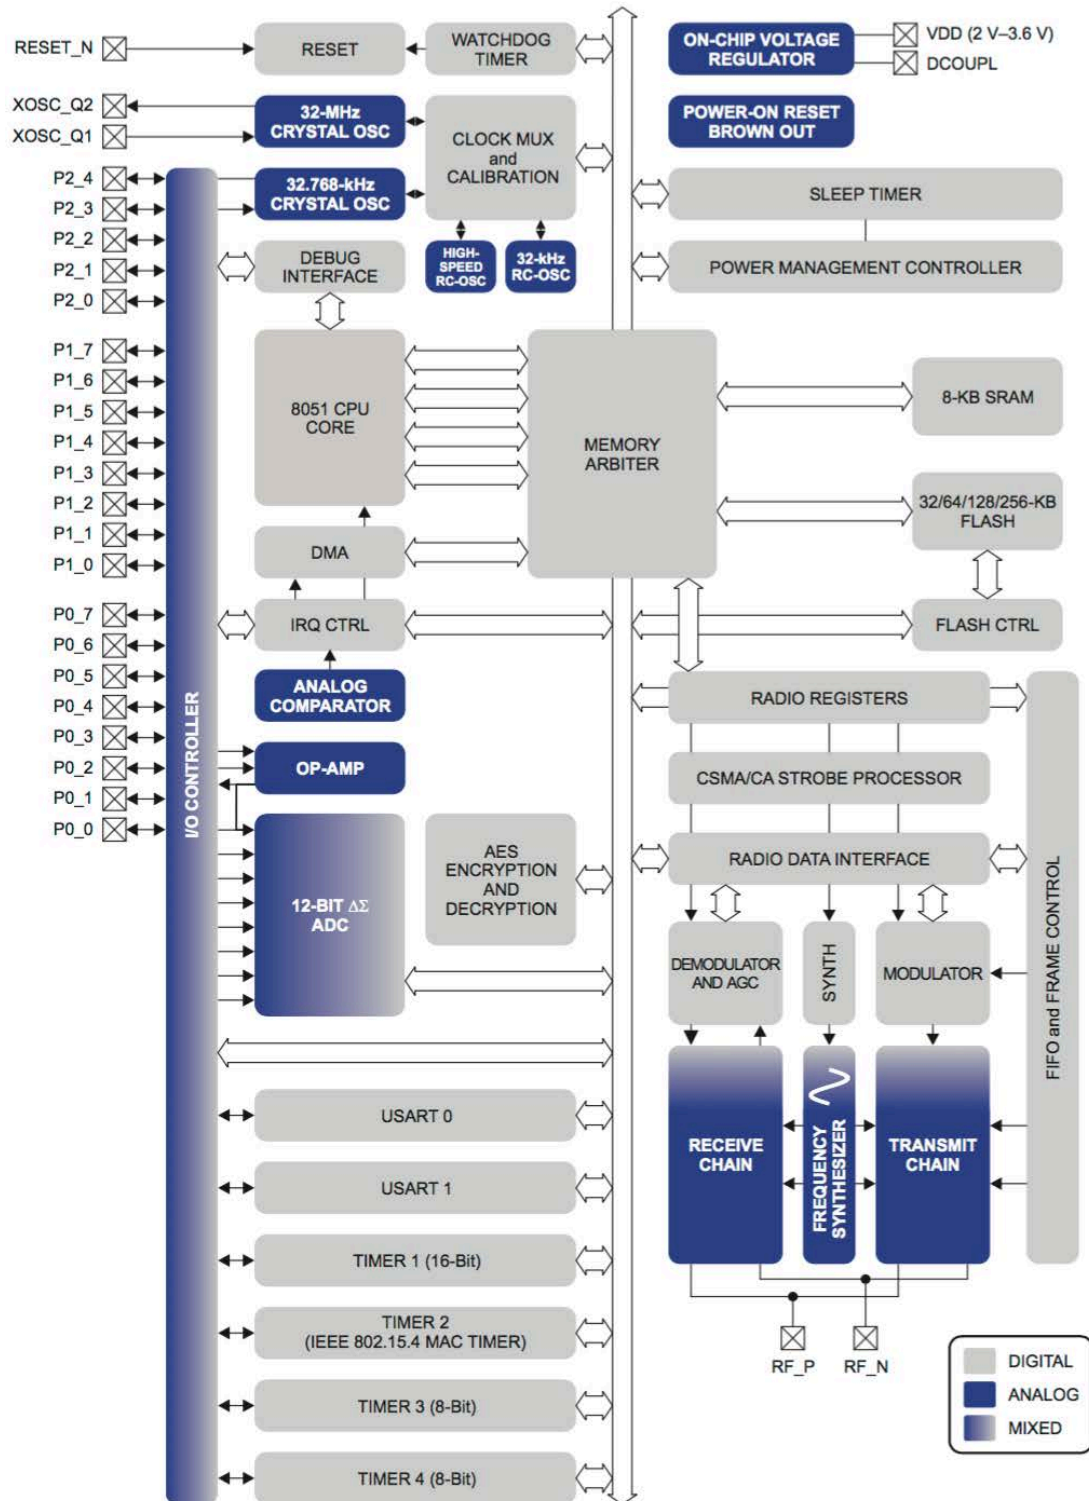 RESET_N
RESET
WATCHDOG
TIMER
ON-CHIP VOLTAGE
REGULATOR
VDD (2 V–3.6 V)
DCOUPL
XOSC_Q2
XOSC_Q1
32-MHz
CRYSTAL OSC
CLOCK MUX
and
CALIBRATION
POWER-ON RESET
BROWN OUT
P2_4
P2_3
P2_2
P2_1
P2_0
32.768-kHz
CRYSTAL OSC
SLEEP TIMER
DEBUG
INTERFACE
HIGH-
SPEED
RC-OSC
32-kHz
RC-OSC
POWER MANAGEMENT CONTROLLER
P1_7
P1_6
P1_5
P1_4
P1_3
P1_2
P1_1
P1_0
8051 CPU
CORE
MEMORY
ARBITER
8-KB SRAM
32/64/128/256-KB
FLASH
DMA
IRQ CTRL
FLASH CTRL
P0_7
P0_6
P0_5
P0_4
P0_3
P0_2
P0_1
P0_0
I/O CONTROLLER
ANALOG
COMPARATOR
OP-AMP
12-BIT ΔΣ
ADC
AES
ENCRYPTION
AND
DECRYPTION
RADIO REGISTERS
CSMA/CA STROBE PROCESSOR
RADIO DATA INTERFACE
DEMODULATOR
AND AGC
SYNTH
MODULATOR
FIFO and FRAME CONTROL
RECEIVE
CHAIN
FREQUENCY
SYNTHESIZER
TRANSMIT
CHAIN
USART 0
USART 1
TIMER 1 (16-Bit)
TIMER 2
(IEEE 802.15.4 MAC TIMER)
TIMER 3 (8-Bit)
TIMER 4 (8-Bit)
RF_P
RF_N
DIGITAL
ANALOG
MIXED